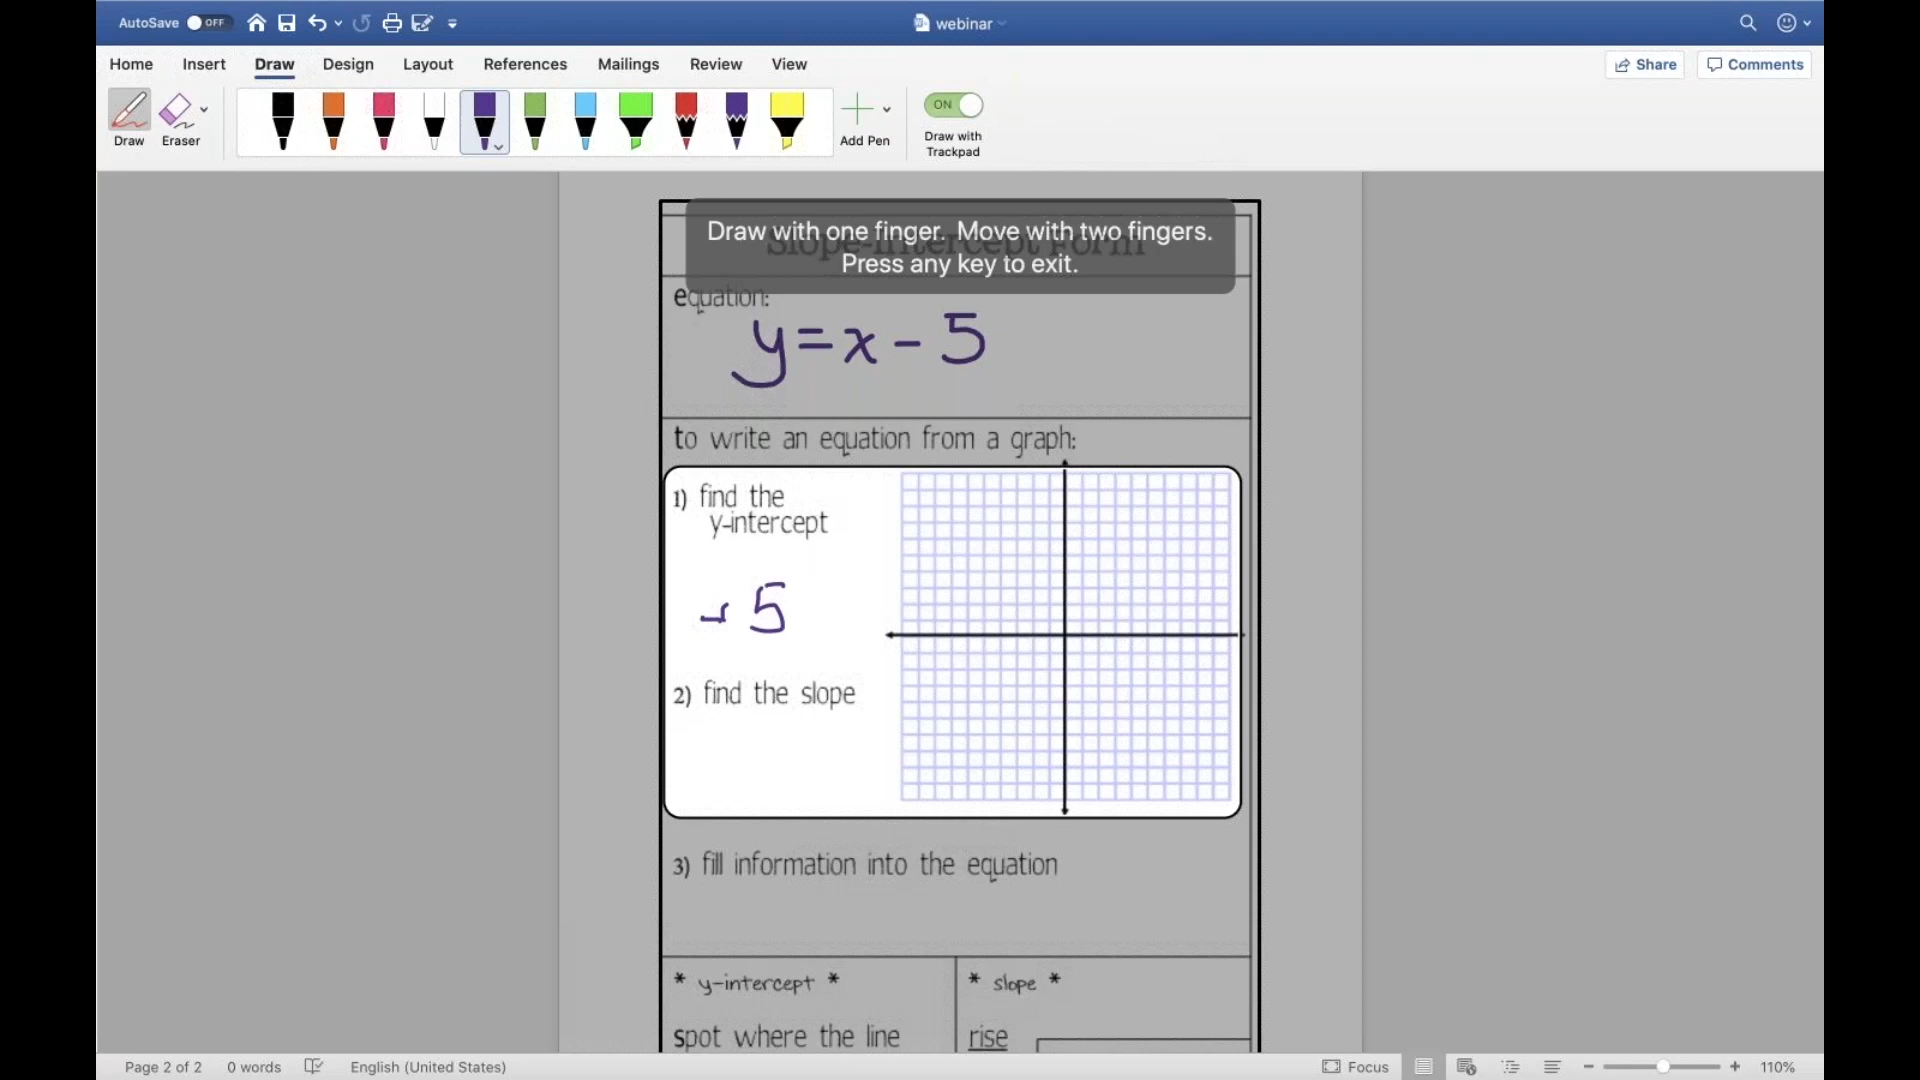 AutoSave OFF
webinar
Home Insert Draw Design Layout References Mailings Review View
Share Comments
Draw Eraser Add Pen ON Draw with Trackpad
Slope-Intercept Form
Draw with one finger. Move with two fingers.
Press any key to exit.
equation:
y=x-5
to write an equation from a graph:
1) find the
y-intercept
-5
2) find the slope
3) fill information into the equation
* y-intercept *
* slope *
spot where the line
rise
Page 2 of 2 0 words English (United States) Focus 110%